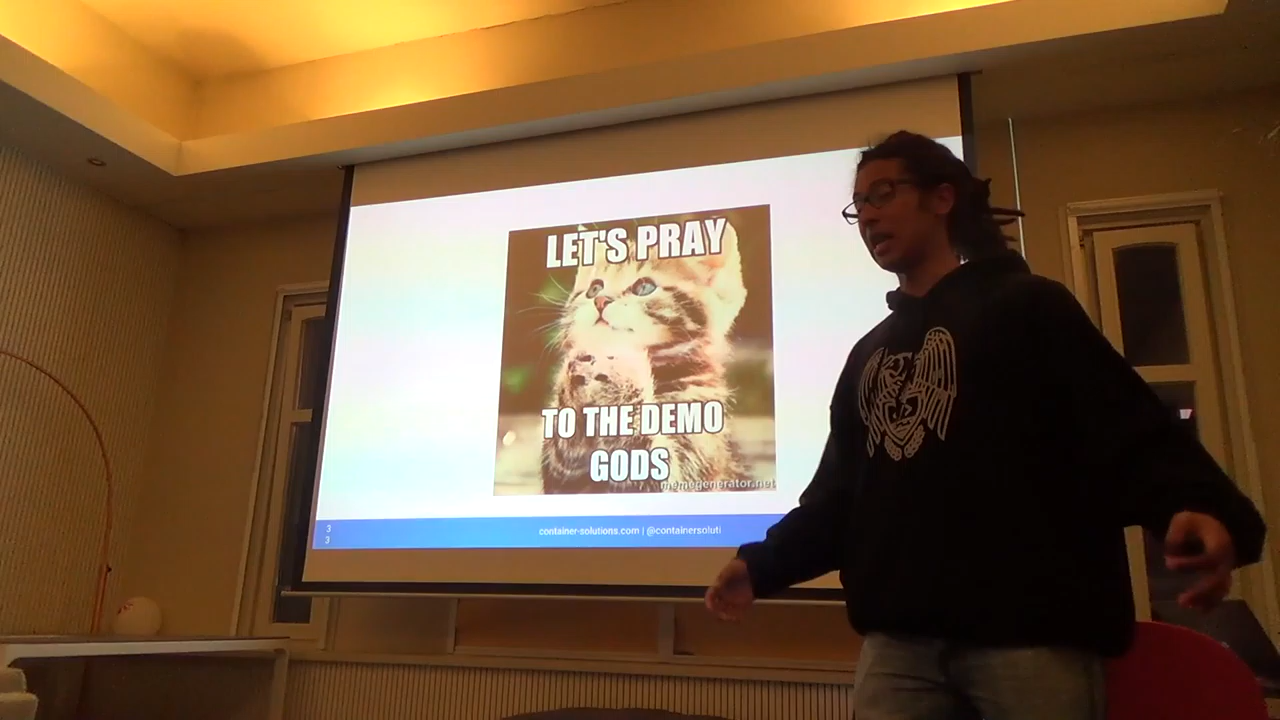 LET'S PRAY
TO THE DEMO
GODS
memegenerator.net
3
3
container-solutions.com | @containersoluti